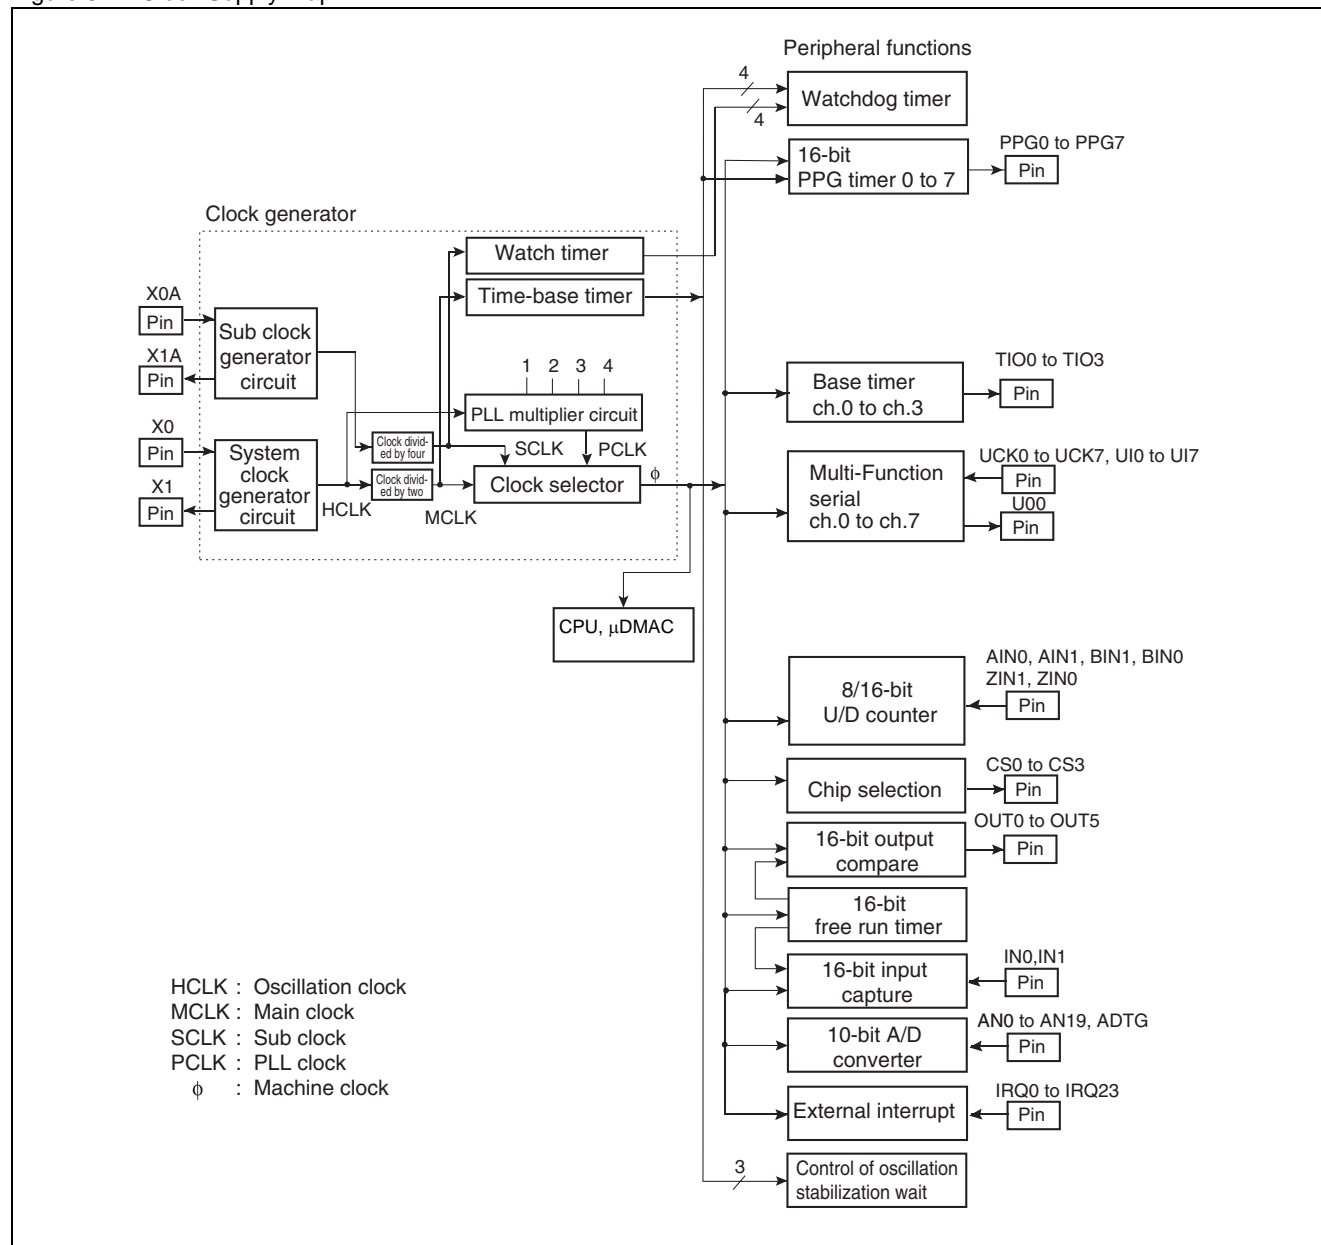 Peripheral functions
4
Watchdog timer
4
PPG0 to PPG7
16-bit
PPG timer 0 to 7
Pin
Clock generator
Watch timer
Time-base timer
X0A
Pin
Sub clock
generator
circuit
X1A
Pin
1 2 3 4
PLL multiplier circuit
TIO0 to TIO3
Base timer
ch.0 to ch.3
Pin
X0
Pin
System
clock
generator
circuit
X1
Pin
HCLK
Clock divid-
ed by four
Clock divid-
ed by two
SCLK
PCLK
MCLK
Clock selector
ϕ
UCK0 to UCK7, UI0 to UI7
Multi-Function
serial
ch.0 to ch.7
Pin
U00
Pin
CPU, µDMAC
AIN0, AIN1, BIN1, BIN0
ZIN1, ZIN0
8/16-bit
U/D counter
Pin
CS0 to CS3
Chip selection
Pin
OUT0 to OUT5
16-bit output
compare
Pin
16-bit
free run timer
IN0,IN1
16-bit input
capture
Pin
AN0 to AN19, ADTG
10-bit A/D
converter
Pin
IRQ0 to IRQ23
External interrupt
Pin
3
Control of oscillation
stabilization wait
HCLK : Oscillation clock
MCLK : Main clock
SCLK : Sub clock
PCLK : PLL clock
ϕ : Machine clock